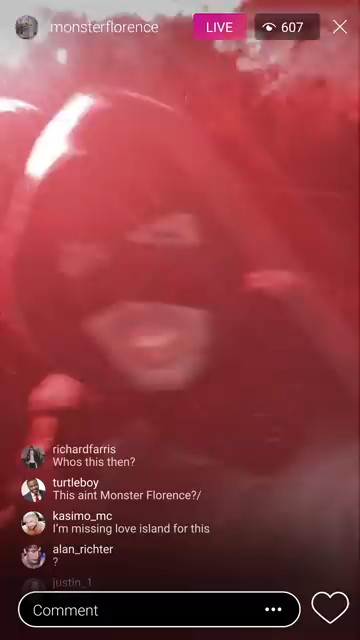 monsterflorence
LIVE
607
richardfarris
Whos this then?
turtleboy
This aint Monster Florence?/
kasimo_mc
I'm missing love island for this
alan_richter
?
justin_1
Comment